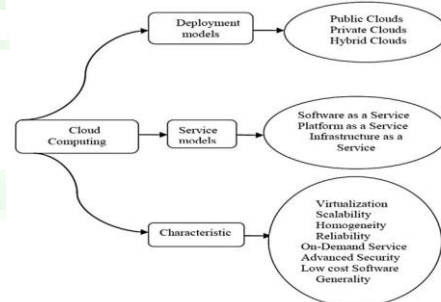 Deployment
models
Public Clouds
Private Clouds
Hybrid Clouds
Cloud
Computing
Service
models
Software as a Service
Platform as a Service
Infrastructure as a
Service
Characteristic
Virtualization
Scalability
Homogeneity
Reliability
On-Demand Service
Advanced Security
Low cost Software
Generality